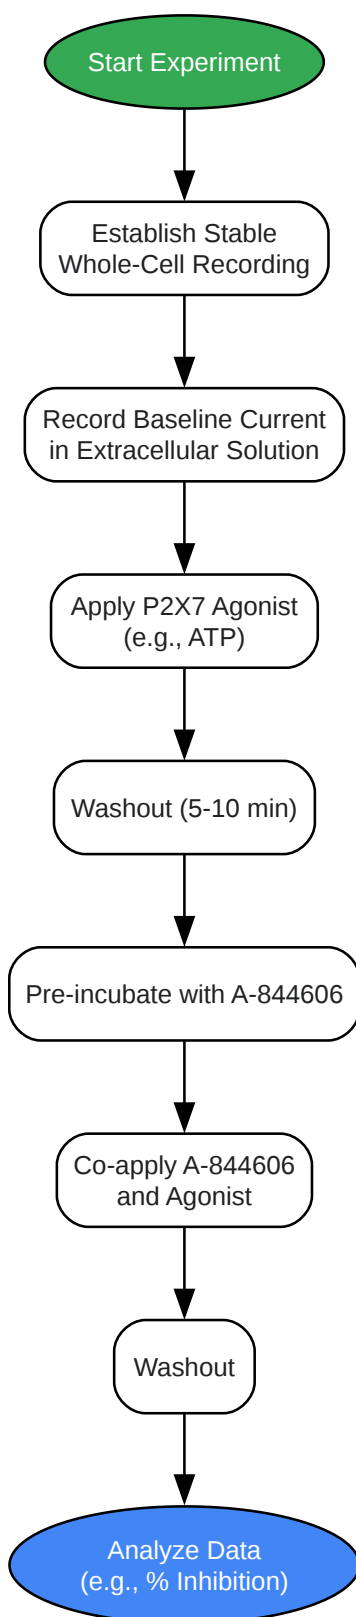 Start Experiment
Establish Stable
Whole-Cell Recording
Record Baseline Current
in Extracellular Solution
Apply P2X7 Agonist
(e.g., ATP)
Washout (5-10 min)
Pre-incubate with A-844606
Co-apply A-844606
and Agonist
Washout
Analyze Data
(e.g., % Inhibition)